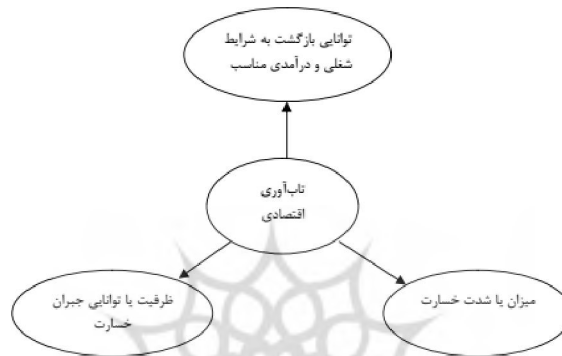 توانایی بازگشت به شرایط
شغلی و درآمدی مناسب
تاب‌آوری
اقتصادی
میزان یا شدت خسارت
ظرفیت یا توانایی جبران
خسارت